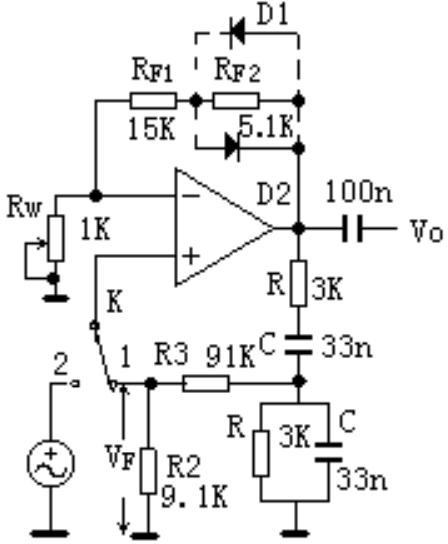 D1
RF1
RF2
15K
5.1K
D2
100n
Rw
1K
−
+
Vo
K
R
3K
2
1
R3
91K
C
33n
R
3K
C
33n
+
VF
R2
9.1K